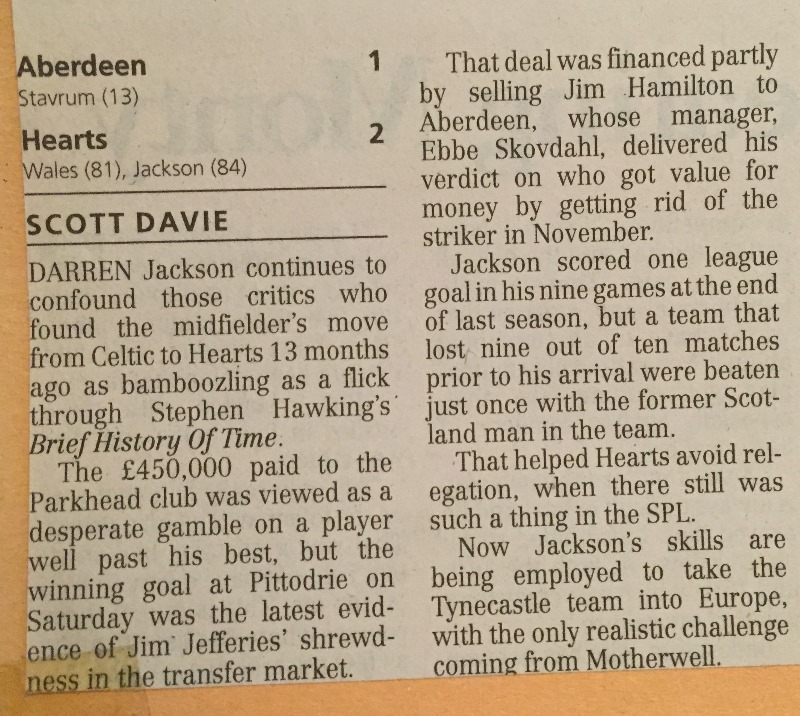 Aberdeen 1
Stavrum (13)
Hearts 2
Wales (81), Jackson (84)
SCOTT DAVIE
DARREN Jackson continues to
confound those critics who
found the midfielder's move
from Celtic to Hearts 13 months
ago as bamboozling as a flick
through Stephen Hawking's
Brief History Of Time.
The £450,000 paid to the
Parkhead club was viewed as a
desperate gamble on a player
well past his best, but the
winning goal at Pittodrie on
Saturday was the latest evid-
ence of Jim Jefferies' shrewd-
ness in the transfer market.
That deal was financed partly
by selling Jim Hamilton to
Aberdeen, whose manager,
Ebbe Skovdahl, delivered his
verdict on who got value for
money by getting rid of the
striker in November.
Jackson scored one league
goal in his nine games at the end
of last season, but a team that
lost nine out of ten matches
prior to his arrival were beaten
just once with the former Scot-
land man in the team.
That helped Hearts avoid rel-
egation, when there still was
such a thing in the SPL.
Now Jackson's skills are
being employed to take the
Tynecastle team into Europe,
with the only realistic challenge
coming from Motherwell.